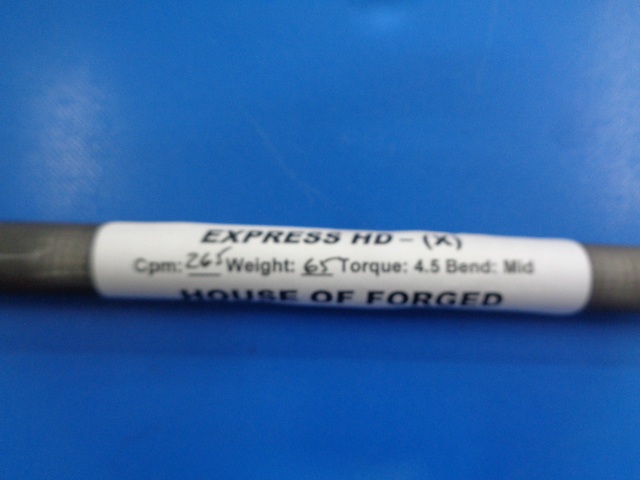 EXPRESS HD - (X)
Cpm: 265 Weight: 65 Torque: 4.5 Bend: Mid
HOUSE OF FORGED